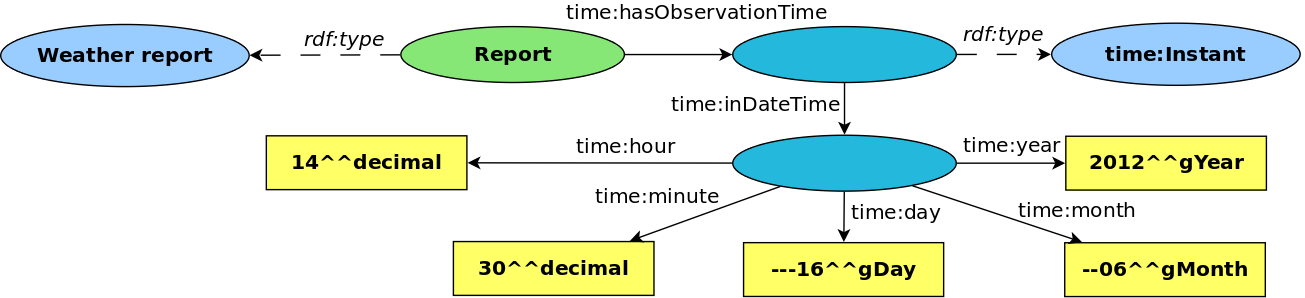 time:hasObservationTime
Weather report
rdf:type
Report
rdf:type
time:Instant
time:inDateTime
14^^decimal
time:hour
time:year
2012^^gYear
time:minute
time:day
time:month
30^^decimal
---16^^gDay
--06^^gMonth